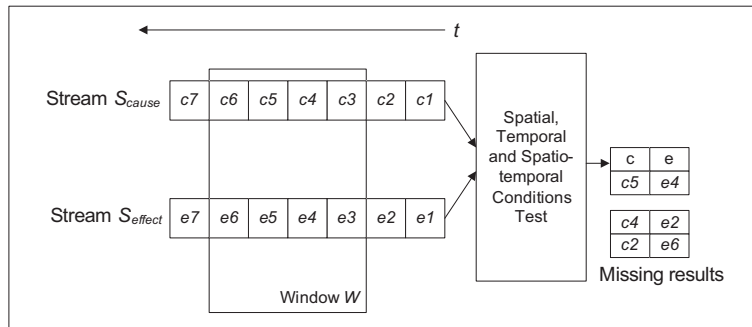 t
Stream Scause
c7 c6 c5 c4 c3 c2 c1
Stream Seffect
e7 e6 e5 e4 e3 e2 e1
Window W
Spatial,
Temporal
and Spatio-
temporal
Conditions
Test
c e
c5 e4
c4 e2
c2 e6
Missing results